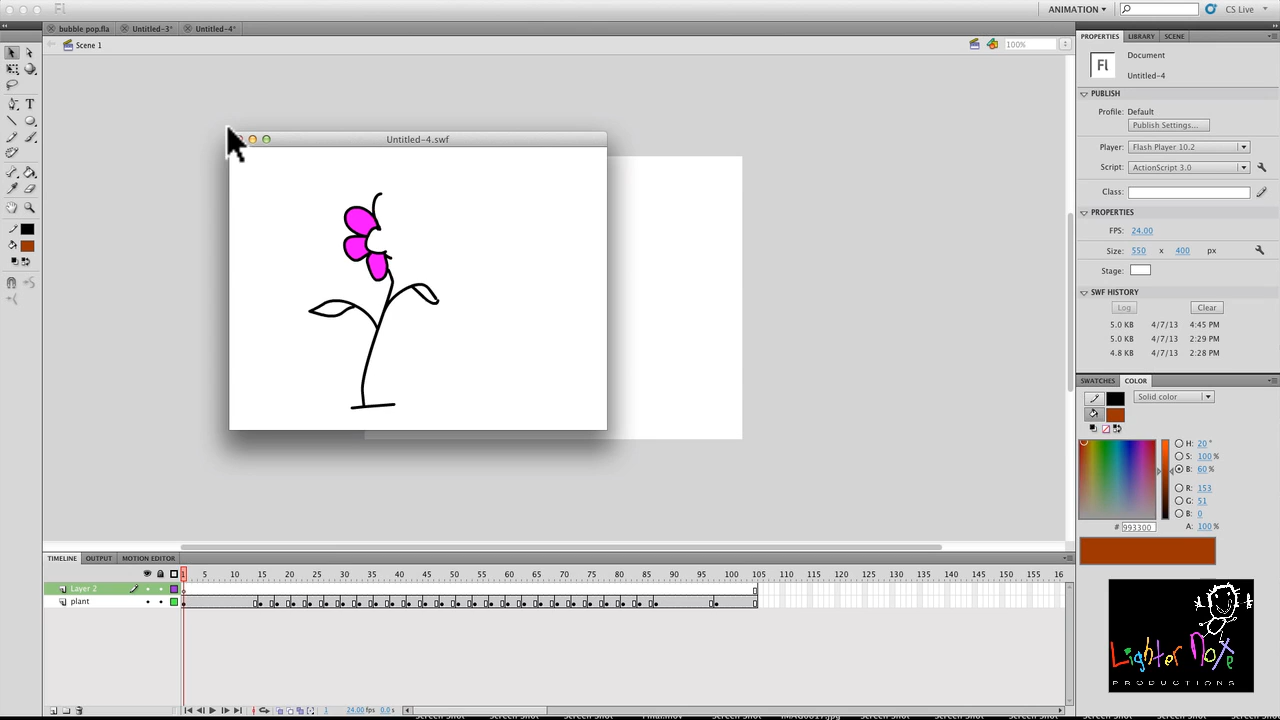 Fl
ANIMATION
CS Live
bubble pop.fla
Untitled-3*
Untitled-4*
Scene 1
100%
Untitled-4.swf
PROPERTIES LIBRARY SCENE
Fl
Document
Untitled-4
PUBLISH
Profile: Default
Publish Settings...
Player: Flash Player 10.2
Script: ActionScript 3.0
Class:
PROPERTIES
FPS: 24.00
Size: 550 x 400 px
Stage:
SWF HISTORY
Log Clear
5.0 KB 4/7/13 4:45 PM
5.0 KB 4/7/13 2:29 PM
4.8 KB 4/7/13 2:28 PM
SWATCHES COLOR
Solid color
H: 20 °
S: 100 %
B: 60 %
R: 153
G: 51
B: 0
# 993300 A: 100 %
TIMELINE OUTPUT MOTION EDITOR
1 5 10 15 20 25 30 35 40 45 50 55 60 65 70 75 80 85 90 95 100 105 110 115 120 125 130 135 140 145 150 155 16
Layer 2
plant
1 24.00 fps 0.0 s
Lighter Noxe
PRODUCTIONS